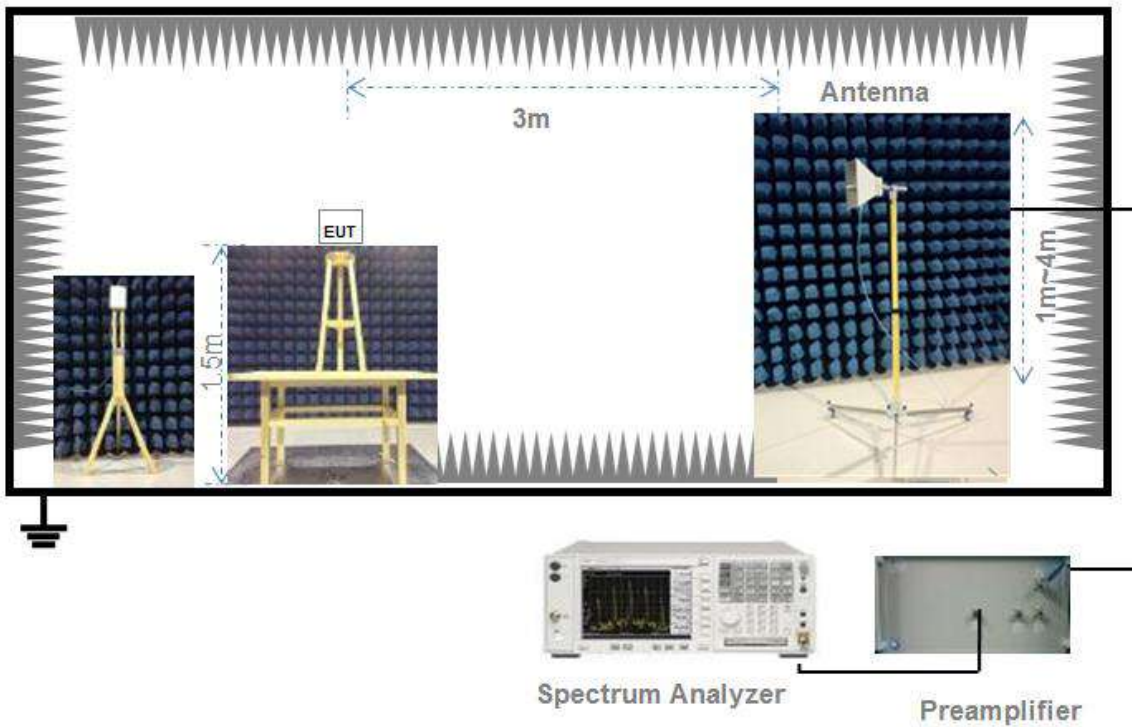 3m
Antenna
EUT
1.5m
1m~4m
Spectrum Analyzer
Preamplifier